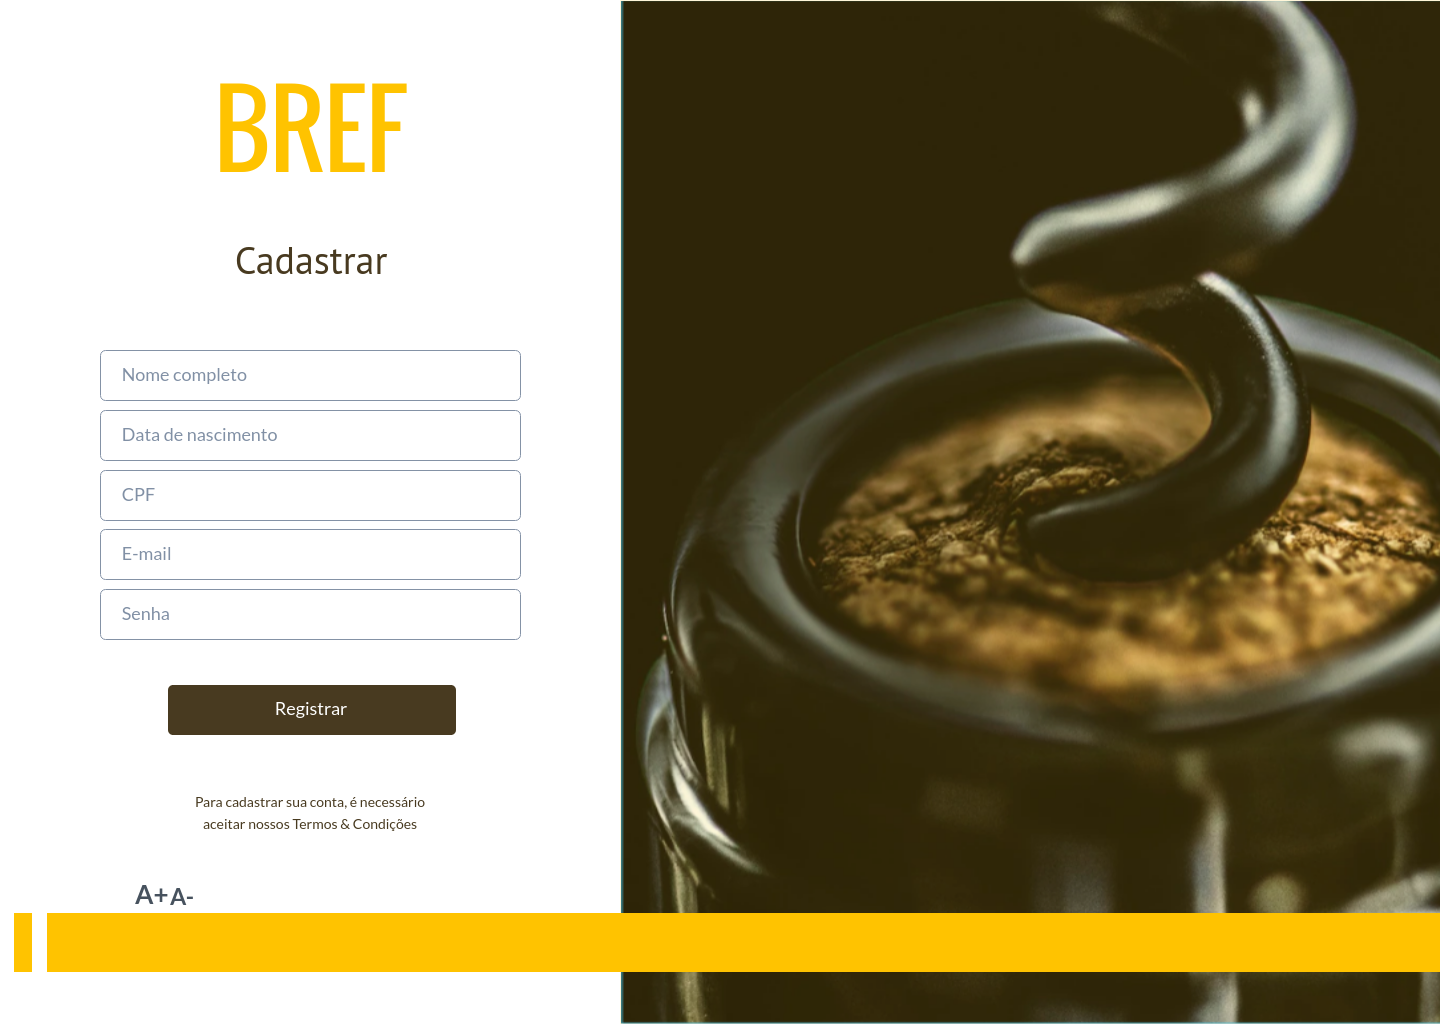 BREF
Cadastrar
Nome completo
Data de nascimento
CPF
E-mail
Senha
Registrar
Para cadastrar sua conta, é necessário
aceitar nossos Termos & Condições
A+ A-